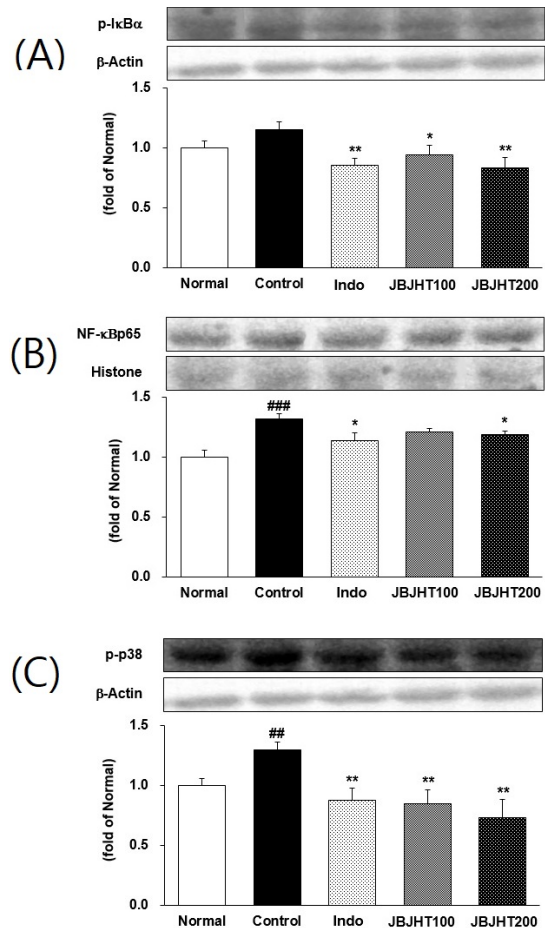 (A)
p-IκBα
β-Actin
(fold of Normal)
1.5
1.0
0.5
0.0
** * **
Normal Control Indo JBJHT100 JBJHT200
(B)
NF-κBp65
Histone
(fold of Normal)
1.5
1.0
0.5
0.0
### * *
Normal Control Indo JBJHT100 JBJHT200
(C)
p-p38
β-Actin
(fold of Normal)
1.5
1.0
0.5
0.0
## ** ** **
Normal Control Indo JBJHT100 JBJHT200